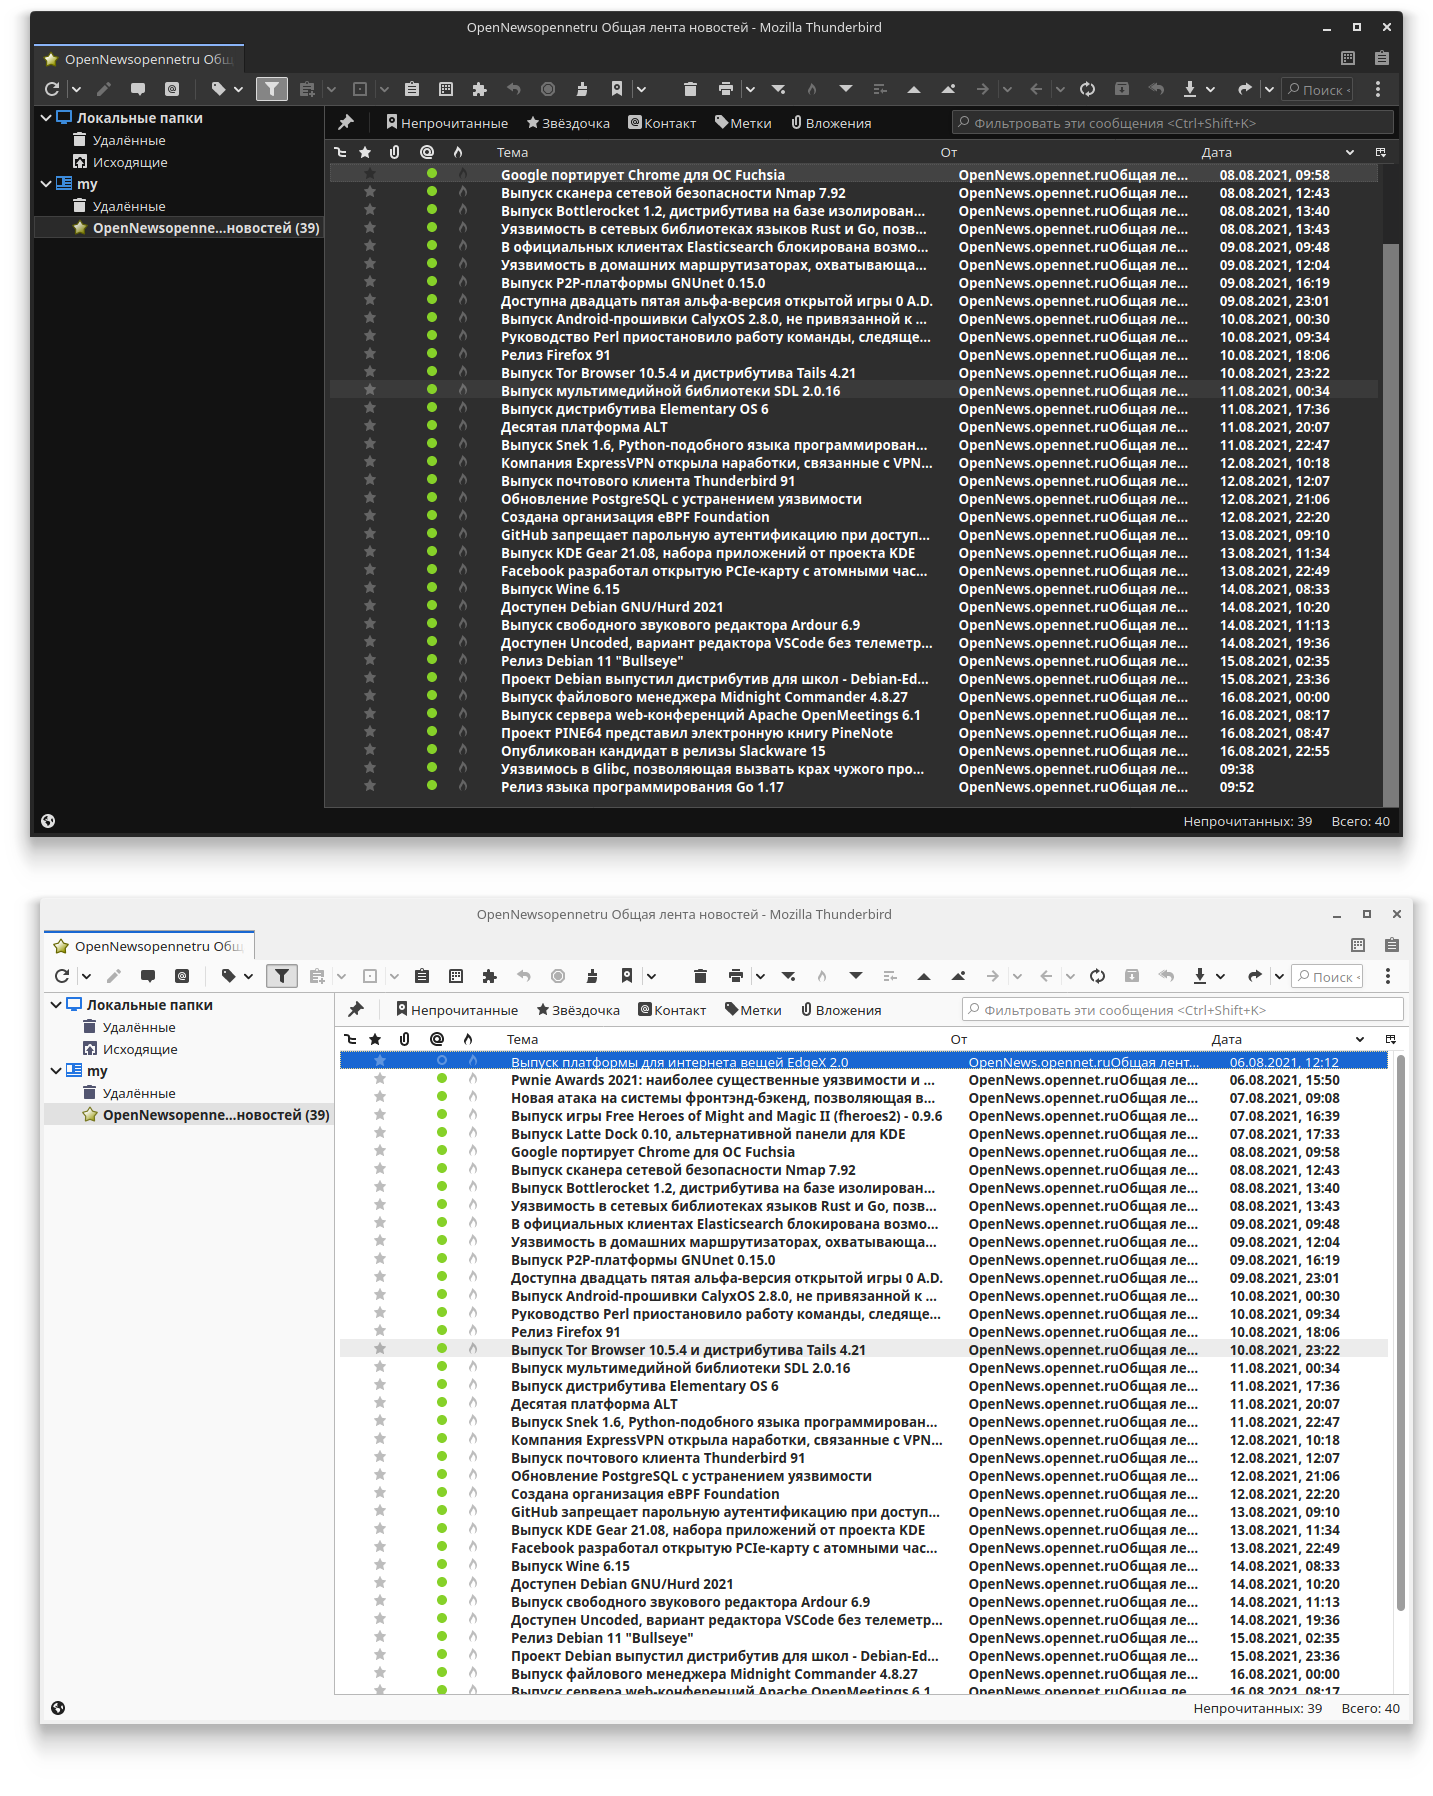 OpenNewsopennetru Общая лента новостей - Mozilla Thunderbird
OpenNewsopennetru Общ
Поиск <
Локальные папки
Удалённые
Исходящие
my
Удалённые
OpenNewsopenne...новостей (39)
Непрочитанные Звёздочка Контакт Метки Вложения Фильтровать эти сообщения <Ctrl+Shift+K>
Тема От Дата
Google портирует Chrome для ОС Fuchsia OpenNews.opennet.ruОбщая ле... 08.08.2021, 09:58
Выпуск сканера сетевой безопасности Nmap 7.92 OpenNews.opennet.ruОбщая ле... 08.08.2021, 12:43
Выпуск Bottlerocket 1.2, дистрибутива на базе изолирован... OpenNews.opennet.ruОбщая ле... 08.08.2021, 13:40
Уязвимость в сетевых библиотеках языков Rust и Go, позв... OpenNews.opennet.ruОбщая ле... 08.08.2021, 13:43
В официальных клиентах Elasticsearch блокирована возмо... OpenNews.opennet.ruОбщая ле... 09.08.2021, 09:48
Уязвимость в домашних маршрутизаторах, охватывающа... OpenNews.opennet.ruОбщая ле... 09.08.2021, 12:04
Выпуск P2P-платформы GNUnet 0.15.0 OpenNews.opennet.ruОбщая ле... 09.08.2021, 16:19
Доступна двадцать пятая альфа-версия открытой игры 0 A.D. OpenNews.opennet.ruОбщая ле... 09.08.2021, 23:01
Выпуск Android-прошивки CalyxOS 2.8.0, не привязанной к ... OpenNews.opennet.ruОбщая ле... 10.08.2021, 00:30
Руководство Perl приостановило работу команды, следяще... OpenNews.opennet.ruОбщая ле... 10.08.2021, 09:34
Релиз Firefox 91 OpenNews.opennet.ruОбщая ле... 10.08.2021, 18:06
Выпуск Tor Browser 10.5.4 и дистрибутива Tails 4.21 OpenNews.opennet.ruОбщая ле... 10.08.2021, 23:22
Выпуск мультимедийной библиотеки SDL 2.0.16 OpenNews.opennet.ruОбщая ле... 11.08.2021, 00:34
Выпуск дистрибутива Elementary OS 6 OpenNews.opennet.ruОбщая ле... 11.08.2021, 17:36
Десятая платформа ALT OpenNews.opennet.ruОбщая ле... 11.08.2021, 20:07
Выпуск Snek 1.6, Python-подобного языка программирован... OpenNews.opennet.ruОбщая ле... 11.08.2021, 22:47
Компания ExpressVPN открыла наработки, связанные с VPN... OpenNews.opennet.ruОбщая ле... 12.08.2021, 10:18
Выпуск почтового клиента Thunderbird 91 OpenNews.opennet.ruОбщая ле... 12.08.2021, 12:07
Обновление PostgreSQL с устранением уязвимости OpenNews.opennet.ruОбщая ле... 12.08.2021, 21:06
Создана организация eBPF Foundation OpenNews.opennet.ruОбщая ле... 12.08.2021, 22:20
GitHub запрещает парольную аутентификацию при доступ... OpenNews.opennet.ruОбщая ле... 13.08.2021, 09:10
Выпуск KDE Gear 21.08, набора приложений от проекта KDE OpenNews.opennet.ruОбщая ле... 13.08.2021, 11:34
Facebook разработал открытую PCIe-карту с атомными час... OpenNews.opennet.ruОбщая ле... 13.08.2021, 22:49
Выпуск Wine 6.15 OpenNews.opennet.ruОбщая ле... 14.08.2021, 08:33
Доступен Debian GNU/Hurd 2021 OpenNews.opennet.ruОбщая ле... 14.08.2021, 10:20
Выпуск свободного звукового редактора Ardour 6.9 OpenNews.opennet.ruОбщая ле... 14.08.2021, 11:13
Доступен Uncoded, вариант редактора VSCode без телеметр... OpenNews.opennet.ruОбщая ле... 14.08.2021, 19:36
Релиз Debian 11 "Bullseye" OpenNews.opennet.ruОбщая ле... 15.08.2021, 02:35
Проект Debian выпустил дистрибутив для школ - Debian-Ed... OpenNews.opennet.ruОбщая ле... 15.08.2021, 23:36
Выпуск файлового менеджера Midnight Commander 4.8.27 OpenNews.opennet.ruОбщая ле... 16.08.2021, 00:00
Выпуск сервера web-конференций Apache OpenMeetings 6.1 OpenNews.opennet.ruОбщая ле... 16.08.2021, 08:17
Проект PINE64 представил электронную книгу PineNote OpenNews.opennet.ruОбщая ле... 16.08.2021, 08:47
Опубликован кандидат в релизы Slackware 15 OpenNews.opennet.ruОбщая ле... 16.08.2021, 22:55
Уязвимось в Glibc, позволяющая вызвать крах чужого про... OpenNews.opennet.ruОбщая ле... 09:38
Релиз языка программирования Go 1.17 OpenNews.opennet.ruОбщая ле... 09:52
Непрочитанных: 39 Всего: 40
OpenNewsopennetru Общая лента новостей - Mozilla Thunderbird
OpenNewsopennetru Общ
Поиск <
Локальные папки
Удалённые
Исходящие
my
Удалённые
OpenNewsopenne...новостей (39)
Непрочитанные Звёздочка Контакт Метки Вложения Фильтровать эти сообщения <Ctrl+Shift+K>
Тема От Дата
Выпуск платформы для интернета вещей EdgeX 2.0 OpenNews.opennet.ruОбщая лент... 06.08.2021, 12:12
Pwnie Awards 2021: наиболее существенные уязвимости и ... OpenNews.opennet.ruОбщая ле... 06.08.2021, 15:50
Новая атака на системы фронтэнд-бэкенд, позволяющая в... OpenNews.opennet.ruОбщая ле... 07.08.2021, 09:08
Выпуск игры Free Heroes of Might and Magic II (fheroes2) - 0.9.6 OpenNews.opennet.ruОбщая ле... 07.08.2021, 16:39
Выпуск Latte Dock 0.10, альтернативной панели для KDE OpenNews.opennet.ruОбщая ле... 07.08.2021, 17:33
Google портирует Chrome для ОС Fuchsia OpenNews.opennet.ruОбщая ле... 08.08.2021, 09:58
Выпуск сканера сетевой безопасности Nmap 7.92 OpenNews.opennet.ruОбщая ле... 08.08.2021, 12:43
Выпуск Bottlerocket 1.2, дистрибутива на базе изолирован... OpenNews.opennet.ruОбщая ле... 08.08.2021, 13:40
Уязвимость в сетевых библиотеках языков Rust и Go, позв... OpenNews.opennet.ruОбщая ле... 08.08.2021, 13:43
В официальных клиентах Elasticsearch блокирована возмо... OpenNews.opennet.ruОбщая ле... 09.08.2021, 09:48
Уязвимость в домашних маршрутизаторах, охватывающа... OpenNews.opennet.ruОбщая ле... 09.08.2021, 12:04
Выпуск P2P-платформы GNUnet 0.15.0 OpenNews.opennet.ruОбщая ле... 09.08.2021, 16:19
Доступна двадцать пятая альфа-версия открытой игры 0 A.D. OpenNews.opennet.ruОбщая ле... 09.08.2021, 23:01
Выпуск Android-прошивки CalyxOS 2.8.0, не привязанной к ... OpenNews.opennet.ruОбщая ле... 10.08.2021, 00:30
Руководство Perl приостановило работу команды, следяще... OpenNews.opennet.ruОбщая ле... 10.08.2021, 09:34
Релиз Firefox 91 OpenNews.opennet.ruОбщая ле... 10.08.2021, 18:06
Выпуск Tor Browser 10.5.4 и дистрибутива Tails 4.21 OpenNews.opennet.ruОбщая ле... 10.08.2021, 23:22
Выпуск мультимедийной библиотеки SDL 2.0.16 OpenNews.opennet.ruОбщая ле... 11.08.2021, 00:34
Выпуск дистрибутива Elementary OS 6 OpenNews.opennet.ruОбщая ле... 11.08.2021, 17:36
Десятая платформа ALT OpenNews.opennet.ruОбщая ле... 11.08.2021, 20:07
Выпуск Snek 1.6, Python-подобного языка программирован... OpenNews.opennet.ruОбщая ле... 11.08.2021, 22:47
Компания ExpressVPN открыла наработки, связанные с VPN... OpenNews.opennet.ruОбщая ле... 12.08.2021, 10:18
Выпуск почтового клиента Thunderbird 91 OpenNews.opennet.ruОбщая ле... 12.08.2021, 12:07
Обновление PostgreSQL с устранением уязвимости OpenNews.opennet.ruОбщая ле... 12.08.2021, 21:06
Создана организация eBPF Foundation OpenNews.opennet.ruОбщая ле... 12.08.2021, 22:20
GitHub запрещает парольную аутентификацию при доступ... OpenNews.opennet.ruОбщая ле... 13.08.2021, 09:10
Выпуск KDE Gear 21.08, набора приложений от проекта KDE OpenNews.opennet.ruОбщая ле... 13.08.2021, 11:34
Facebook разработал открытую PCIe-карту с атомными час... OpenNews.opennet.ruОбщая ле... 13.08.2021, 22:49
Выпуск Wine 6.15 OpenNews.opennet.ruОбщая ле... 14.08.2021, 08:33
Доступен Debian GNU/Hurd 2021 OpenNews.opennet.ruОбщая ле... 14.08.2021, 10:20
Выпуск свободного звукового редактора Ardour 6.9 OpenNews.opennet.ruОбщая ле... 14.08.2021, 11:13
Доступен Uncoded, вариант редактора VSCode без телеметр... OpenNews.opennet.ruОбщая ле... 14.08.2021, 19:36
Релиз Debian 11 "Bullseye" OpenNews.opennet.ruОбщая ле... 15.08.2021, 02:35
Проект Debian выпустил дистрибутив для школ - Debian-Ed... OpenNews.opennet.ruОбщая ле... 15.08.2021, 23:36
Выпуск файлового менеджера Midnight Commander 4.8.27 OpenNews.opennet.ruОбщая ле... 16.08.2021, 00:00
Выпуск сервера web-конференций Apache OpenMeetings 6.1 OpenNews.opennet.ruОбщая ле... 16.08.2021, 08:17
Непрочитанных: 39 Всего: 40